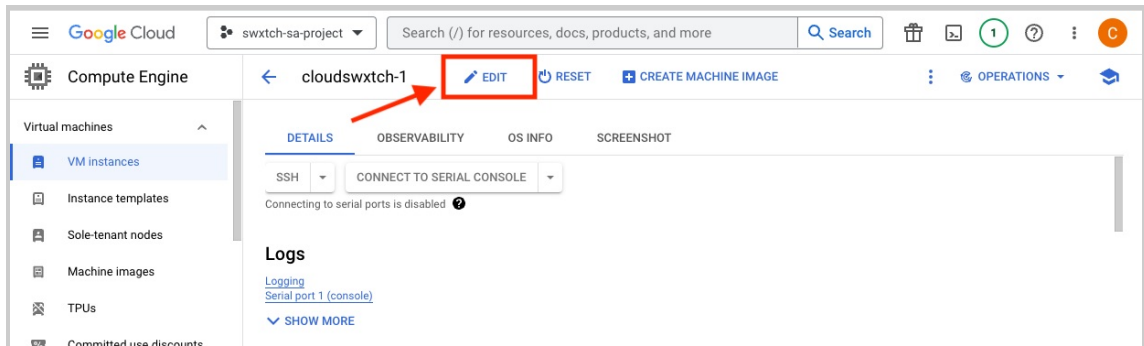 Google Cloud
swxtch-sa-project
Search (/) for resources, docs, products, and more
Search
1
C
Compute Engine
cloudswxtch-1
EDIT
RESET
CREATE MACHINE IMAGE
OPERATIONS
Virtual machines
VM instances
Instance templates
Sole-tenant nodes
Machine images
TPUs
Committed use discounts
DETAILS
OBSERVABILITY
OS INFO
SCREENSHOT
SSH
CONNECT TO SERIAL CONSOLE
Connecting to serial ports is disabled
Logs
Logging
Serial port 1 (console)
SHOW MORE